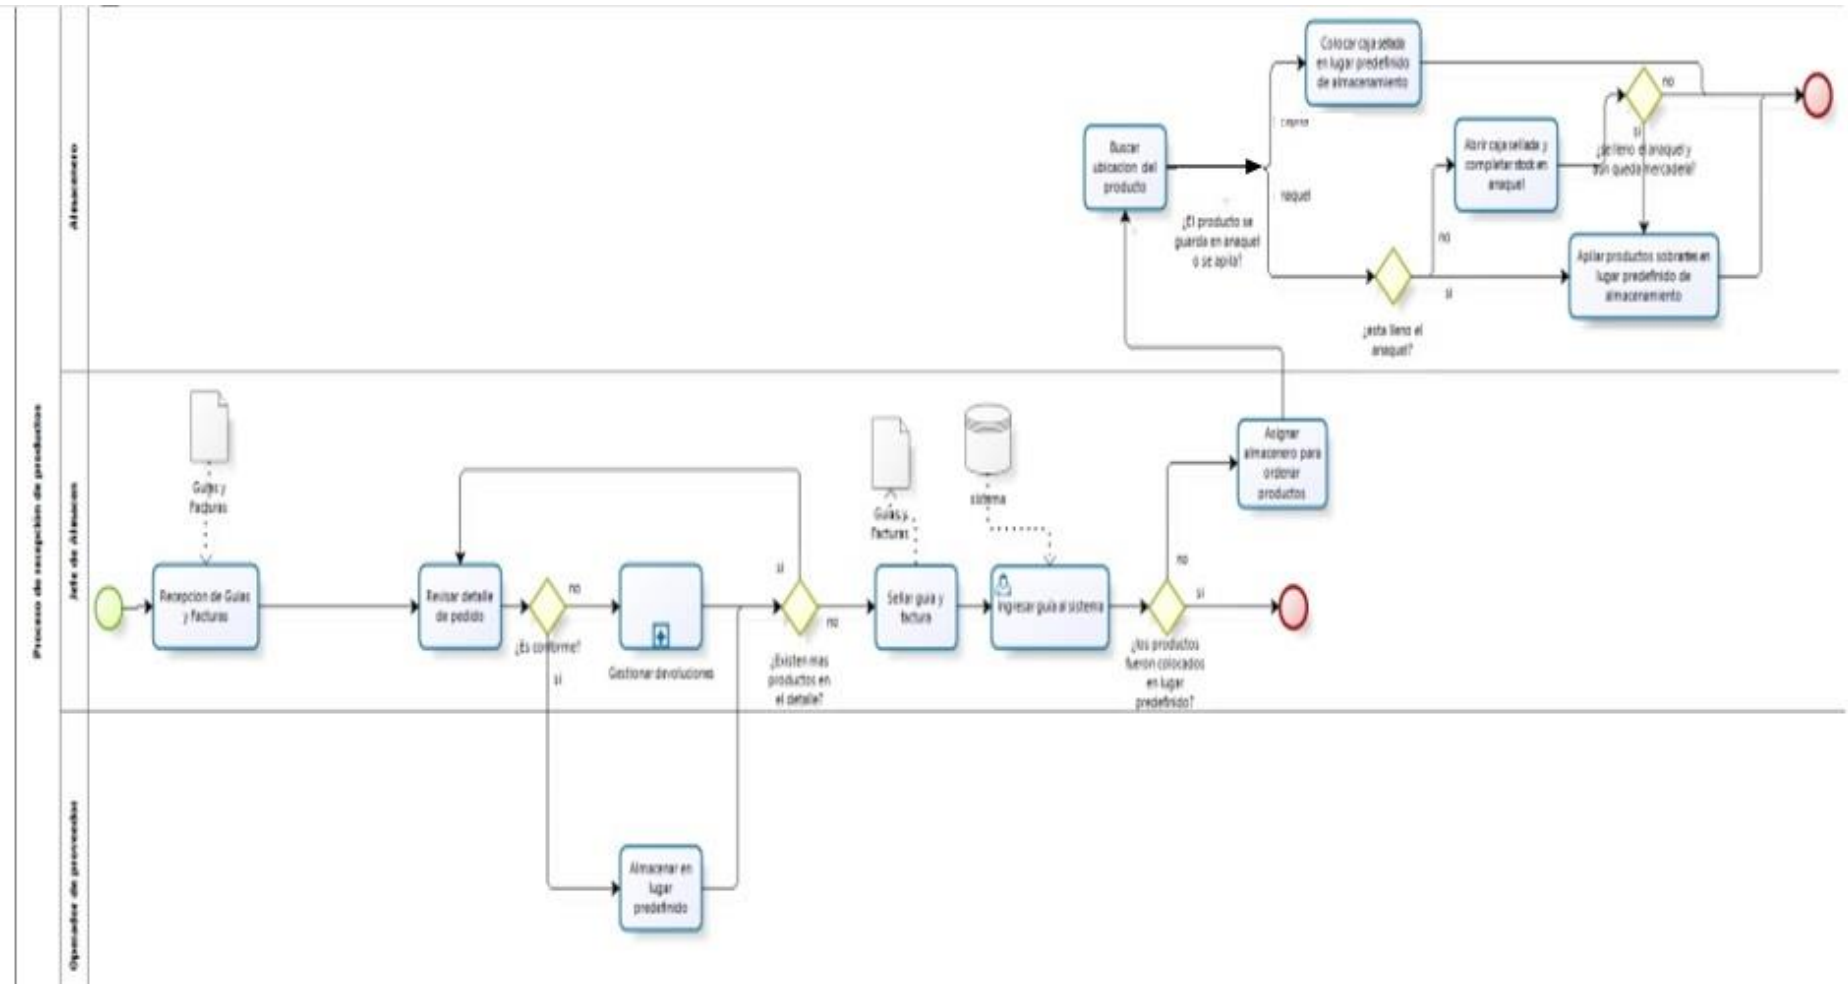 Proceso de recepción de productos
Almacenero
Jefe de Almacen
Operador de proveedor
Colocar caja sellada
en lugar predefinido
de almacenamiento
no
Buscar
ubicacion del
producto
Abrir caja sellada y
completar stock en
anaquel
si
¿se lleno el anaquel y
aun queda mercaderia?
¿El producto se
guarda en anaquel
o se apila?
no
si
Apilar productos sobrantes en
lugar predefinido de
almacenamiento
¿esta lleno el
anaquel?
Guias y
Facturas
Recepcion de Guias
y Facturas
Revisar detalle
de pedido
no
¿Es conforme?
si
Gestionar devoluciones
si
no
¿Existen mas
productos en
el detalle?
Guias y
Facturas
Sellar guia y
factura
sistema
Ingresar guia al sistema
Asignar
almacenero para
ordenar
productos
no
si
¿los productos
fueron colocados
en lugar
predefinido?
Almacenar en
lugar
predefinido